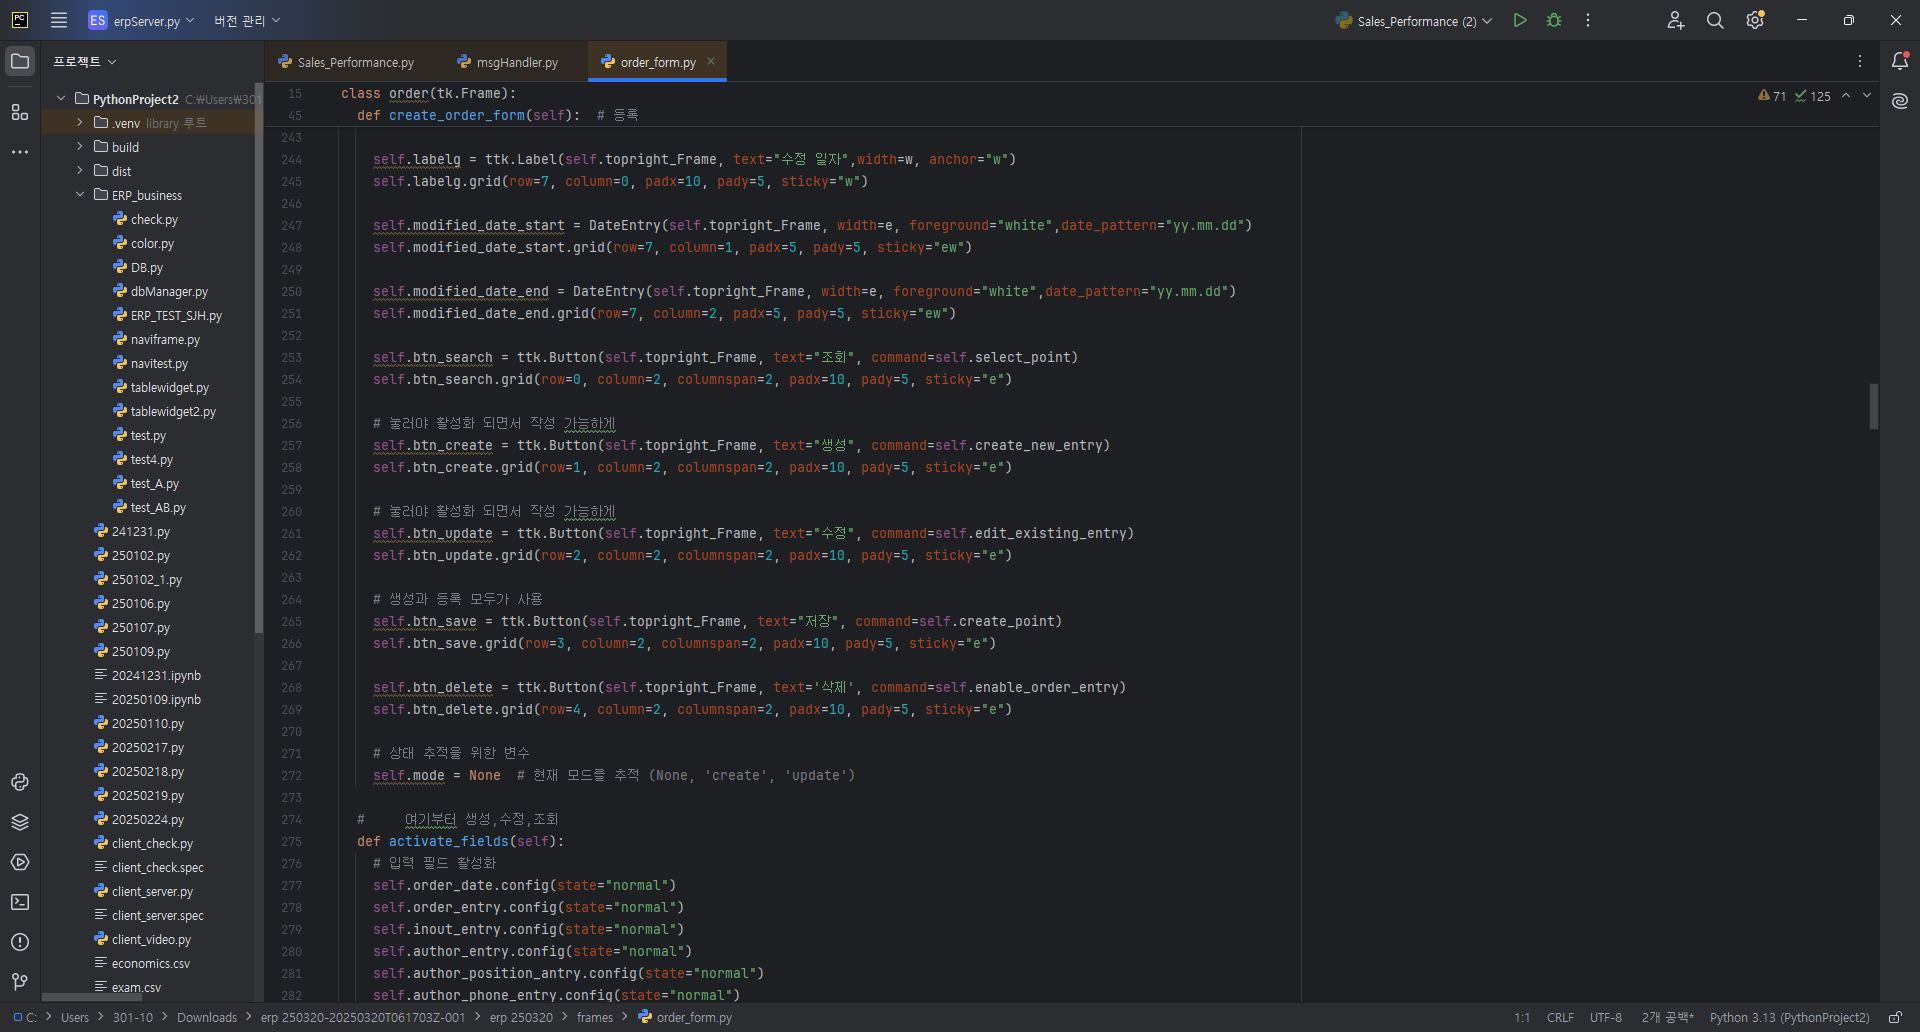 PC
ES erpServer.py 버전 관리 Sales_Performance (2)
프로젝트
Sales_Performance.py msgHandler.py order_form.py
PythonProject2 C:₩Users₩301
.venv library 루트
build
dist
ERP_business
check.py
color.py
DB.py
dbManager.py
ERP_TEST_SJH.py
naviframe.py
navitest.py
tablewidget.py
tablewidget2.py
test.py
test4.py
test_A.py
test_AB.py
241231.py
250102.py
250102_1.py
250106.py
250107.py
250109.py
20241231.ipynb
20250109.ipynb
20250110.py
20250217.py
20250218.py
20250219.py
20250224.py
client_check.py
client_check.spec
client_server.py
client_server.spec
client_video.py
economics.csv
exam.csv
71 125
15 class order(tk.Frame):
45 def create_order_form(self): # 등록
243
244 self.labelg = ttk.Label(self.topright_Frame, text="수정 일자",width=w, anchor="w")
245 self.labelg.grid(row=7, column=0, padx=10, pady=5, sticky="w")
246
247 self.modified_date_start = DateEntry(self.topright_Frame, width=e, foreground="white",date_pattern="yy.mm.dd")
248 self.modified_date_start.grid(row=7, column=1, padx=5, pady=5, sticky="ew")
249
250 self.modified_date_end = DateEntry(self.topright_Frame, width=e, foreground="white",date_pattern="yy.mm.dd")
251 self.modified_date_end.grid(row=7, column=2, padx=5, pady=5, sticky="ew")
252
253 self.btn_search = ttk.Button(self.topright_Frame, text="조회", command=self.select_point)
254 self.btn_search.grid(row=0, column=2, columnspan=2, padx=10, pady=5, sticky="e")
255
256 # 눌러야 활성화 되면서 작성 가능하게
257 self.btn_create = ttk.Button(self.topright_Frame, text="생성", command=self.create_new_entry)
258 self.btn_create.grid(row=1, column=2, columnspan=2, padx=10, pady=5, sticky="e")
259
260 # 눌러야 활성화 되면서 작성 가능하게
261 self.btn_update = ttk.Button(self.topright_Frame, text="수정", command=self.edit_existing_entry)
262 self.btn_update.grid(row=2, column=2, columnspan=2, padx=10, pady=5, sticky="e")
263
264 # 생성과 등록 모두가 사용
265 self.btn_save = ttk.Button(self.topright_Frame, text="저장", command=self.create_point)
266 self.btn_save.grid(row=3, column=2, columnspan=2, padx=10, pady=5, sticky="e")
267
268 self.btn_delete = ttk.Button(self.topright_Frame, text='삭제', command=self.enable_order_entry)
269 self.btn_delete.grid(row=4, column=2, columnspan=2, padx=10, pady=5, sticky="e")
270
271 # 상태 추적을 위한 변수
272 self.mode = None # 현재 모드를 추적 (None, 'create', 'update')
273
274 # 여기부터 생성,수정,조회
275 def activate_fields(self):
276 # 입력 필드 활성화
277 self.order_date.config(state="normal")
278 self.order_entry.config(state="normal")
279 self.inout_entry.config(state="normal")
280 self.author_entry.config(state="normal")
281 self.author_position_antry.config(state="normal")
282 self.author_phone_entry.config(state="normal")
C: > Users > 301-10 > Downloads > erp 250320-20250320T061703Z-001 > erp 250320 > frames > order_form.py 1:1 CRLF UTF-8 2개 공백* Python 3.13 (PythonProject2)